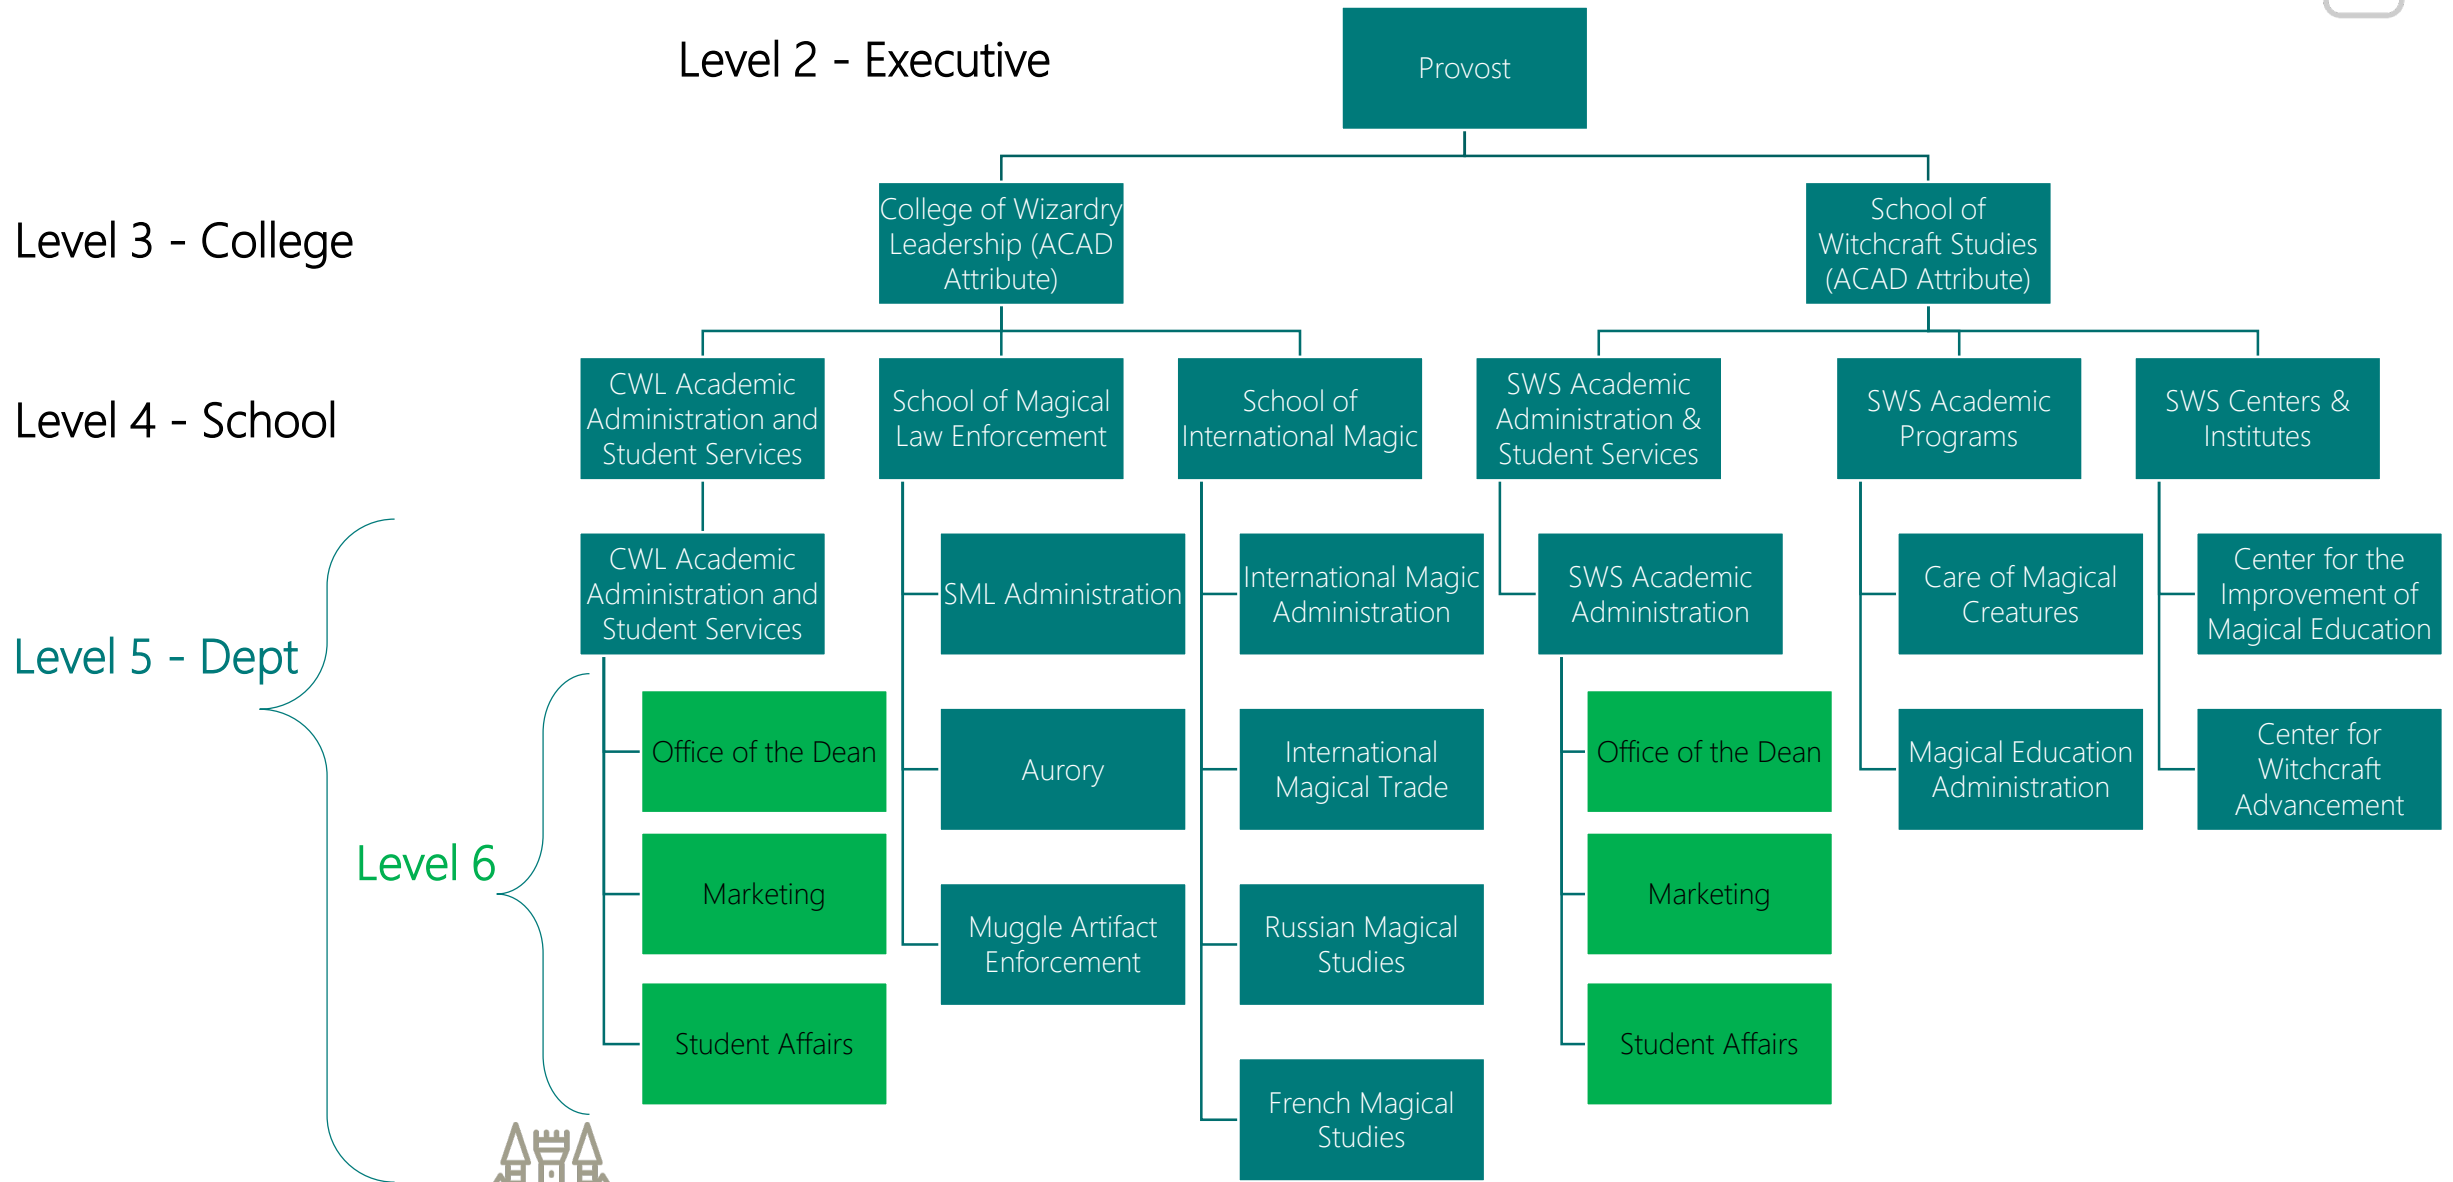 Level 2 - Executive
Provost
Level 3 - College
College of Wizardry
Leadership (ACAD
Attribute)
School of
Witchcraft Studies
(ACAD Attribute)
Level 4 - School
CWL Academic
Administration and
Student Services
School of Magical
Law Enforcement
School of
International Magic
SWS Academic
Administration &
Student Services
SWS Academic
Programs
SWS Centers &
Institutes
Level 5 - Dept
CWL Academic
Administration and
Student Services
SML Administration
International Magic
Administration
SWS Academic
Administration
Care of Magical
Creatures
Center for the
Improvement of
Magical Education
Level 6
Office of the Dean
Aurory
International
Magical Trade
Office of the Dean
Magical Education
Administration
Center for
Witchcraft
Advancement
Marketing
Muggle Artifact
Enforcement
Russian Magical
Studies
Marketing
Student Affairs
French Magical
Studies
Student Affairs